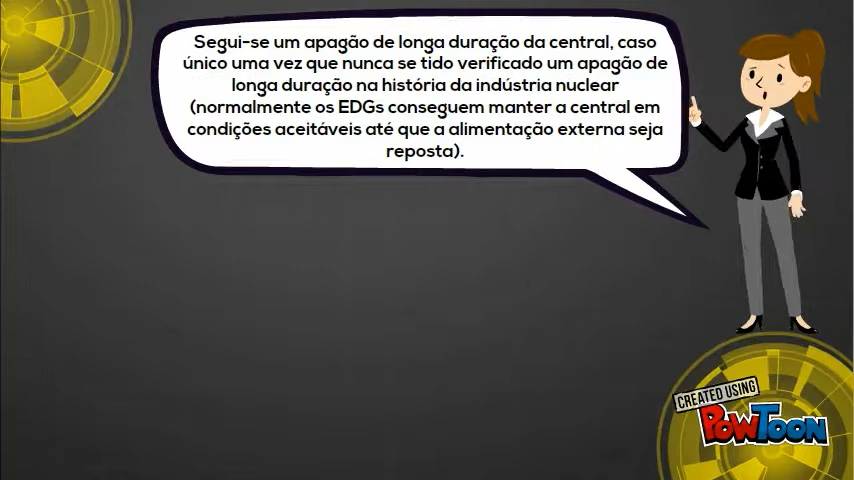 Segui-se um apagão de longa duração da central, caso
único uma vez que nunca se tido verificado um apagão de
longa duração na história da indústria nuclear
(normalmente os EDGs conseguem manter a central em
condições aceitáveis até que a alimentação externa seja
reposta).
CREATED USING
POWTOON